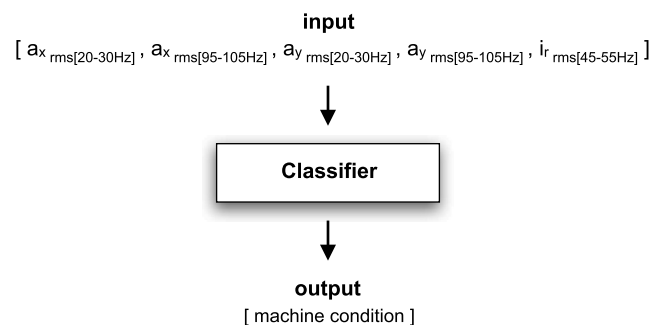 input
[ ax rms[20-30Hz] , ax rms[95-105Hz] , ay rms[20-30Hz] , ay rms[95-105Hz] , ir rms[45-55Hz] ]
Classifier
output
[ machine condition ]